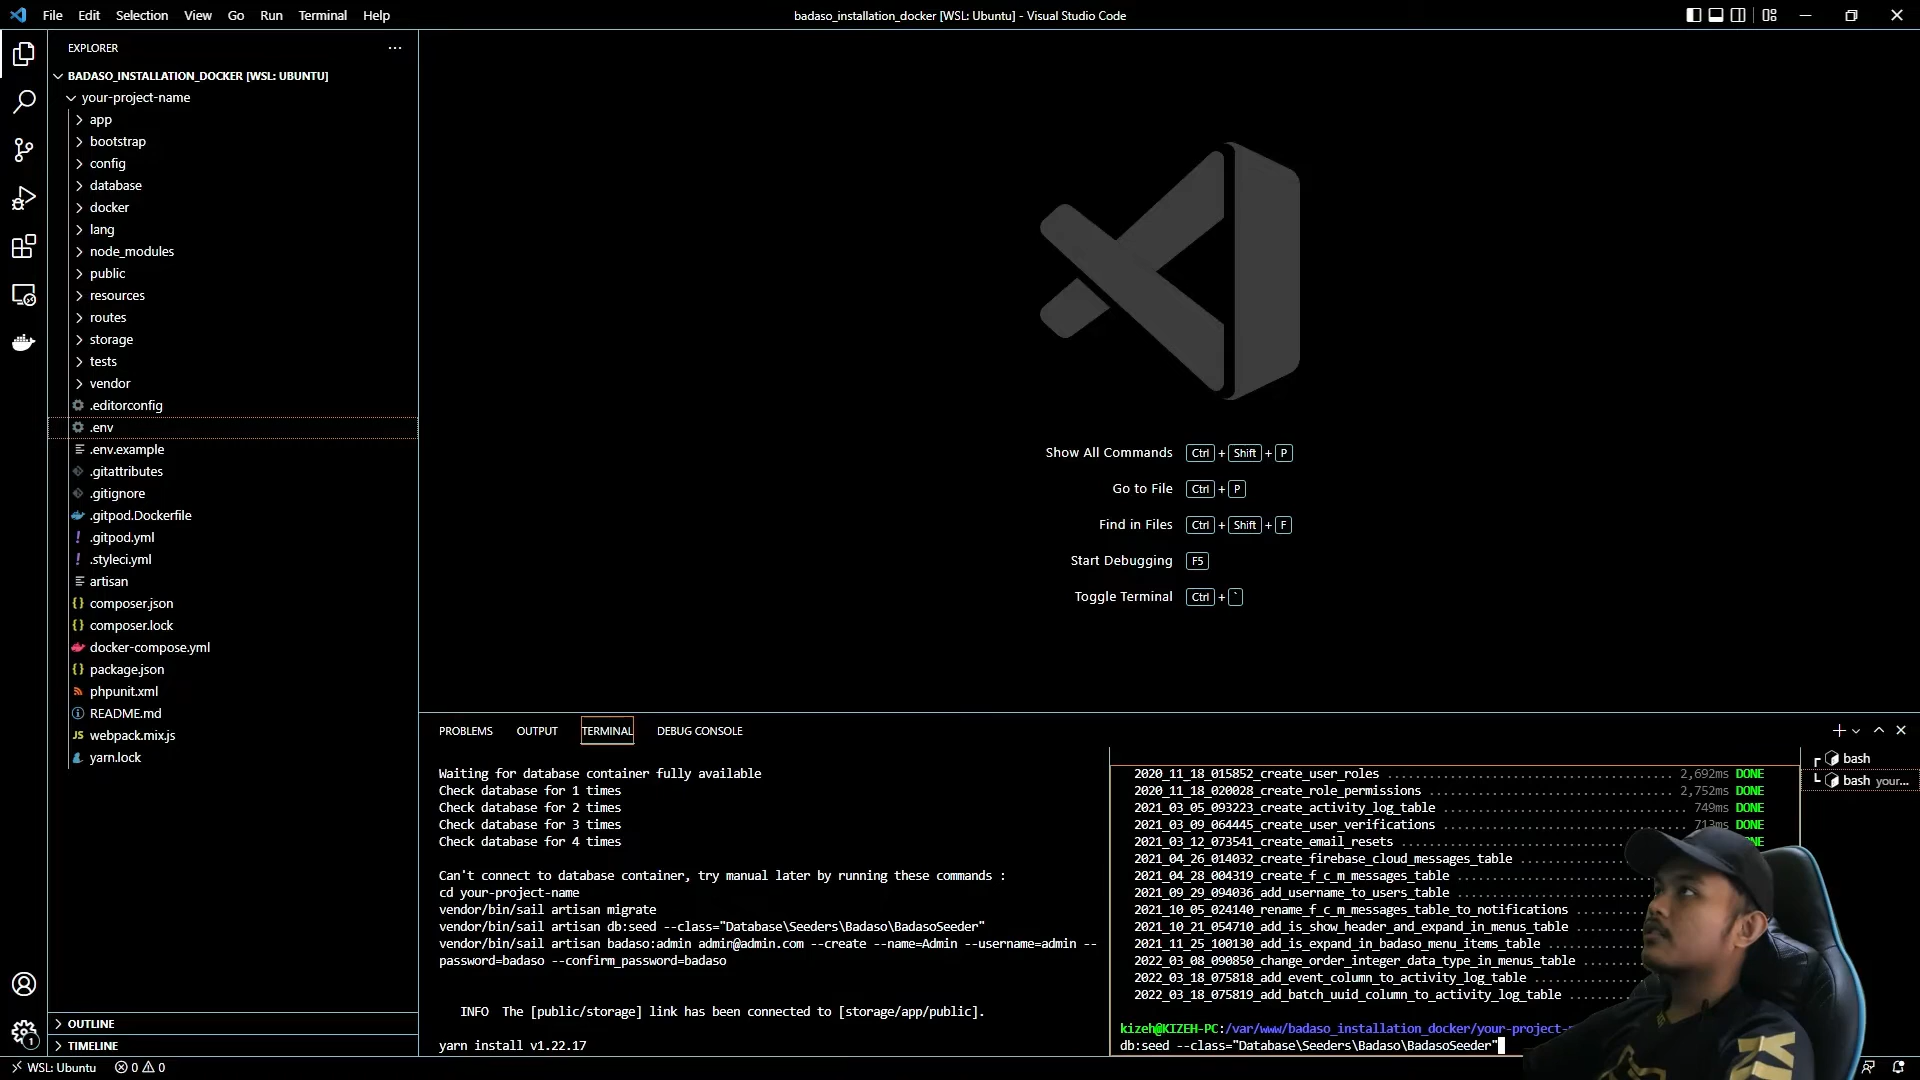 File Edit Selection View Go Run Terminal Help
badaso_installation_docker [WSL: Ubuntu] - Visual Studio Code
EXPLORER
BADASO_INSTALLATION_DOCKER [WSL: UBUNTU]
your-project-name
app
bootstrap
config
database
docker
lang
node_modules
public
resources
routes
storage
tests
vendor
.editorconfig
.env
.env.example
.gitattributes
.gitignore
.gitpod.Dockerfile
.gitpod.yml
.styleci.yml
artisan
composer.json
composer.lock
docker-compose.yml
package.json
phpunit.xml
README.md
JS webpack.mix.js
yarn.lock
OUTLINE
TIMELINE
Show All Commands Ctrl + Shift + P
Go to File Ctrl + P
Find in Files Ctrl + Shift + F
Start Debugging F5
Toggle Terminal Ctrl + `
PROBLEMS OUTPUT TERMINAL DEBUG CONSOLE
Waiting for database container fully available
Check database for 1 times
Check database for 2 times
Check database for 3 times
Check database for 4 times
Can't connect to database container, try manual later by running these commands :
cd your-project-name
vendor/bin/sail artisan migrate
vendor/bin/sail artisan db:seed --class="Database\Seeders\Badaso\BadasoSeeder"
vendor/bin/sail artisan badaso:admin admin@admin.com --create --name=Admin --username=admin --
password=badaso --confirm_password=badaso
INFO The [public/storage] link has been connected to [storage/app/public].
yarn install v1.22.17
2020_11_18_015852_create_user_roles ........................................ 2,692ms DONE
2020_11_18_020028_create_role_permissions .................................. 2,752ms DONE
2021_03_05_093223_create_activity_log_table .................................. 749ms DONE
2021_03_09_064445_create_user_verifications .................................. 713ms DONE
2021_03_12_073541_create_email_resets ................................. DONE
2021_04_26_014032_create_firebase_cloud_messages_table ................
2021_04_28_004319_create_f_c_m_messages_table .........................
2021_09_29_094036_add_username_to_users_table .........................
2021_10_05_024140_rename_f_c_m_messages_table_to_notifications ........
2021_10_21_054710_add_is_show_header_and_expand_in_menus_table ........
2021_11_25_100130_add_is_expand_in_badaso_menu_items_table ............
2022_03_08_090850_change_order_integer_data_type_in_menus_table .......
2022_03_18_075818_add_event_column_to_activity_log_table ..............
2022_03_18_075819_add_batch_uuid_column_to_activity_log_table .........
kizeh@KIZEH-PC:/var/www/badaso_installation_docker/your-project-
db:seed --class="Database\Seeders\Badaso\BadasoSeeder"
bash
bash your...
1
WSL: Ubuntu 0 0